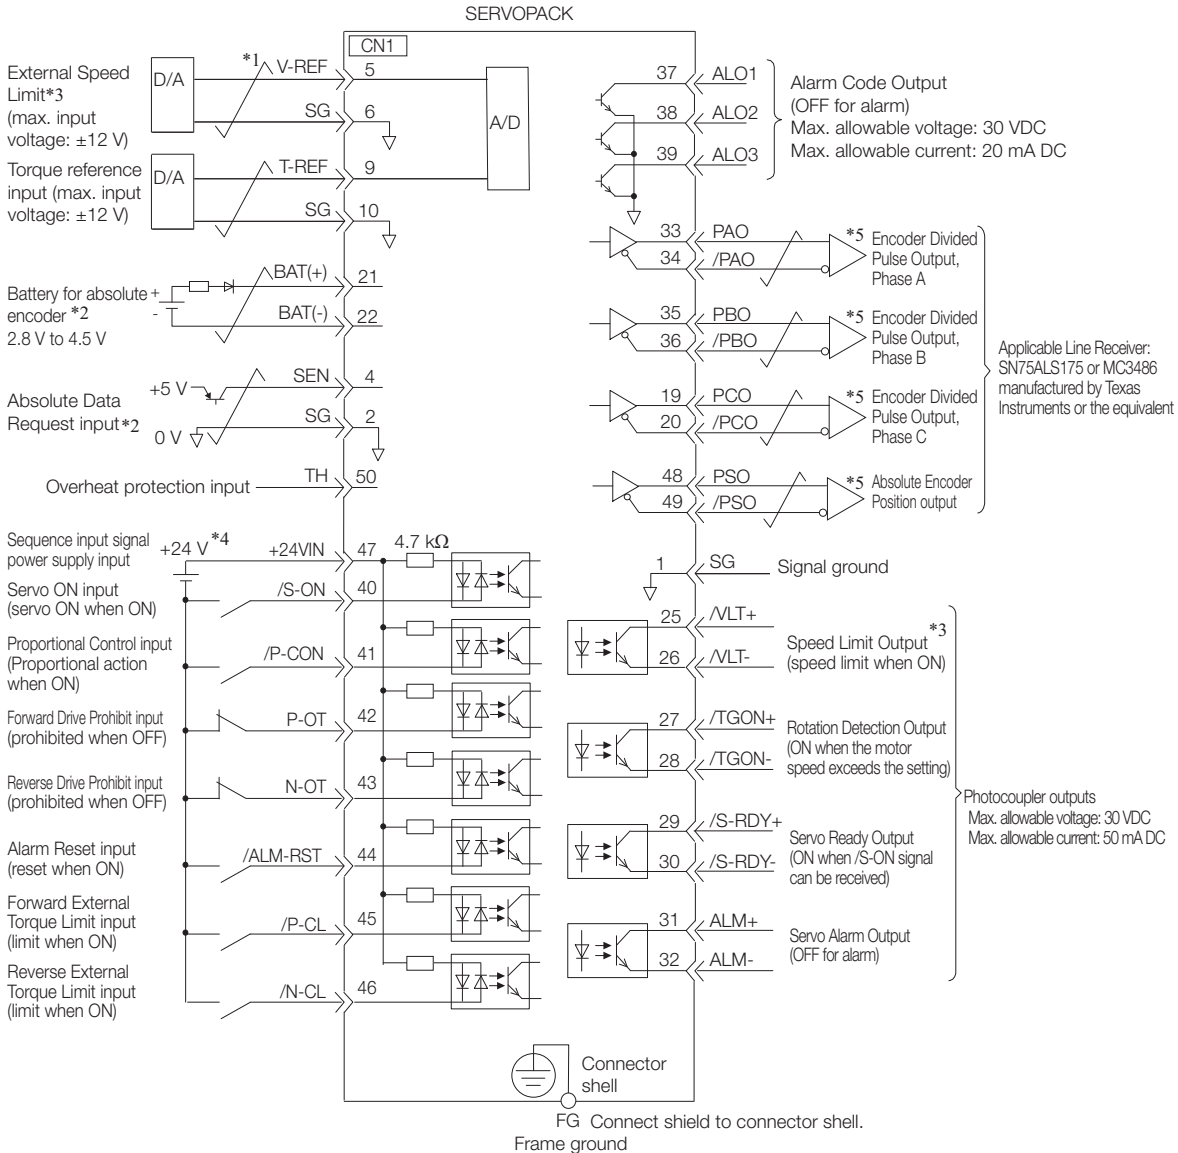 SERVOPACK
CN1
External Speed
Limit*3
(max. input
voltage: ±12 V)
D/A
*1
V-REF
5
SG
6
A/D
Torque reference
input (max. input
voltage: ±12 V)
D/A
T-REF
9
SG
10
Battery for absolute
encoder *2
2.8 V to 4.5 V
+
-
BAT(+)
21
BAT(-)
22
Absolute Data
Request input*2
+5 V
0 V
SEN
4
SG
2
Overheat protection input
TH
50
Sequence input signal
power supply input
+24 V *4
+24VIN
47
4.7 kΩ
Servo ON input
(servo ON when ON)
/S-ON
40
Proportional Control input
(Proportional action
when ON)
/P-CON
41
Forward Drive Prohibit input
(prohibited when OFF)
P-OT
42
Reverse Drive Prohibit input
(prohibited when OFF)
N-OT
43
Alarm Reset input
(reset when ON)
/ALM-RST
44
Forward External
Torque Limit input
(limit when ON)
/P-CL
45
Reverse External
Torque Limit input
(limit when ON)
/N-CL
46
37
ALO1
38
ALO2
39
ALO3
Alarm Code Output
(OFF for alarm)
Max. allowable voltage: 30 VDC
Max. allowable current: 20 mA DC
33
PAO
34
/PAO
*5 Encoder Divided
Pulse Output,
Phase A
35
PBO
36
/PBO
*5 Encoder Divided
Pulse Output,
Phase B
19
PCO
20
/PCO
*5 Encoder Divided
Pulse Output,
Phase C
48
PSO
49
/PSO
*5 Absolute Encoder
Position output
Applicable Line Receiver:
SN75ALS175 or MC3486
manufactured by Texas
Instruments or the equivalent
1
SG
Signal ground
25
/VLT+
26
/VLT-
Speed Limit Output *3
(speed limit when ON)
27
/TGON+
28
/TGON-
Rotation Detection Output
(ON when the motor
speed exceeds the setting)
29
/S-RDY+
30
/S-RDY-
Servo Ready Output
(ON when /S-ON signal
can be received)
31
ALM+
32
ALM-
Servo Alarm Output
(OFF for alarm)
Photocoupler outputs
Max. allowable voltage: 30 VDC
Max. allowable current: 50 mA DC
Connector
shell
FG Connect shield to connector shell.
Frame ground